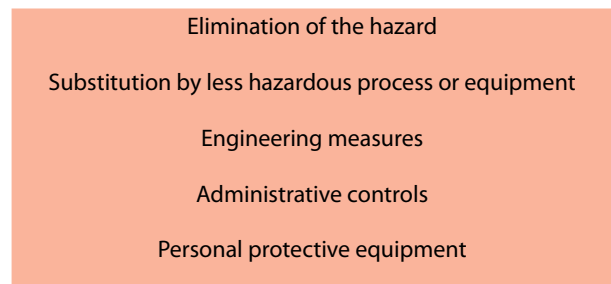 Elimination of the hazard
Substitution by less hazardous process or equipment
Engineering measures
Administrative controls
Personal protective equipment